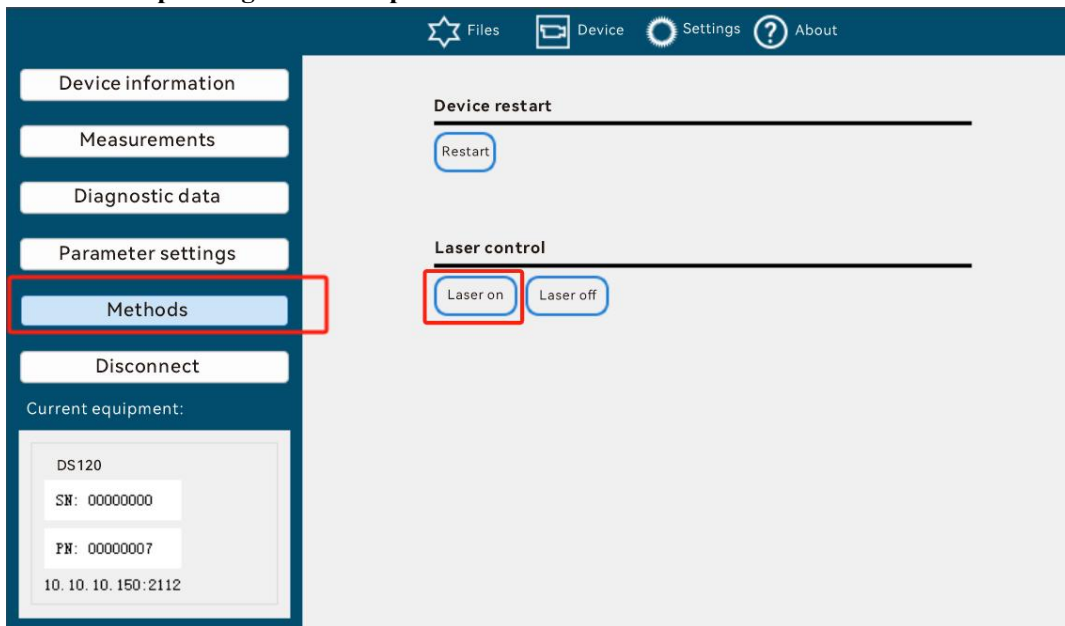 Files Device Settings ? About
Device information
Measurements
Diagnostic data
Parameter settings
Methods
Disconnect
Current equipment:
DS120
SN: 00000000
PN: 00000007
10.10.10.150:2112
Device restart
Restart
Laser control
Laser on Laser off